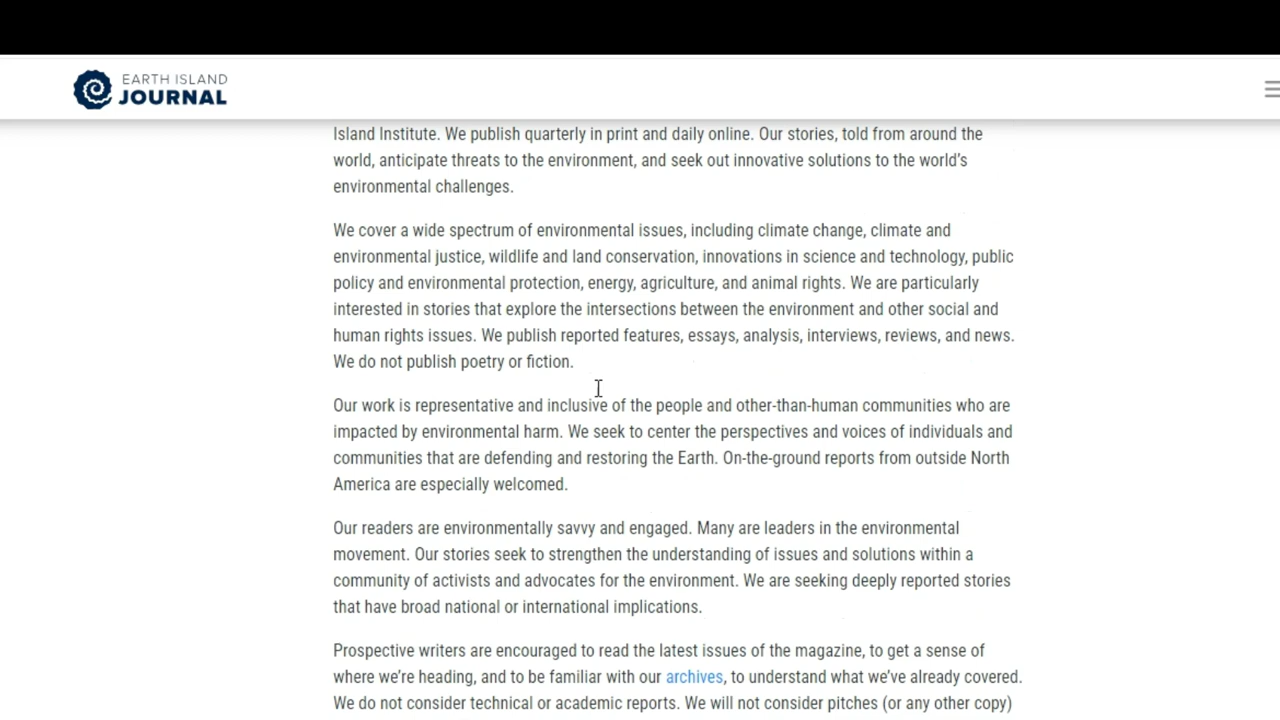 EARTH ISLAND
JOURNAL
Island Institute. We publish quarterly in print and daily online. Our stories, told from around the
world, anticipate threats to the environment, and seek out innovative solutions to the world’s
environmental challenges.
We cover a wide spectrum of environmental issues, including climate change, climate and
environmental justice, wildlife and land conservation, innovations in science and technology, public
policy and environmental protection, energy, agriculture, and animal rights. We are particularly
interested in stories that explore the intersections between the environment and other social and
human rights issues. We publish reported features, essays, analysis, interviews, reviews, and news.
We do not publish poetry or fiction.
Our work is representative and inclusive of the people and other-than-human communities who are
impacted by environmental harm. We seek to center the perspectives and voices of individuals and
communities that are defending and restoring the Earth. On-the-ground reports from outside North
America are especially welcomed.
Our readers are environmentally savvy and engaged. Many are leaders in the environmental
movement. Our stories seek to strengthen the understanding of issues and solutions within a
community of activists and advocates for the environment. We are seeking deeply reported stories
that have broad national or international implications.
Prospective writers are encouraged to read the latest issues of the magazine, to get a sense of
where we’re heading, and to be familiar with our archives, to understand what we’ve already covered.
We do not consider technical or academic reports. We will not consider pitches (or any other copy)